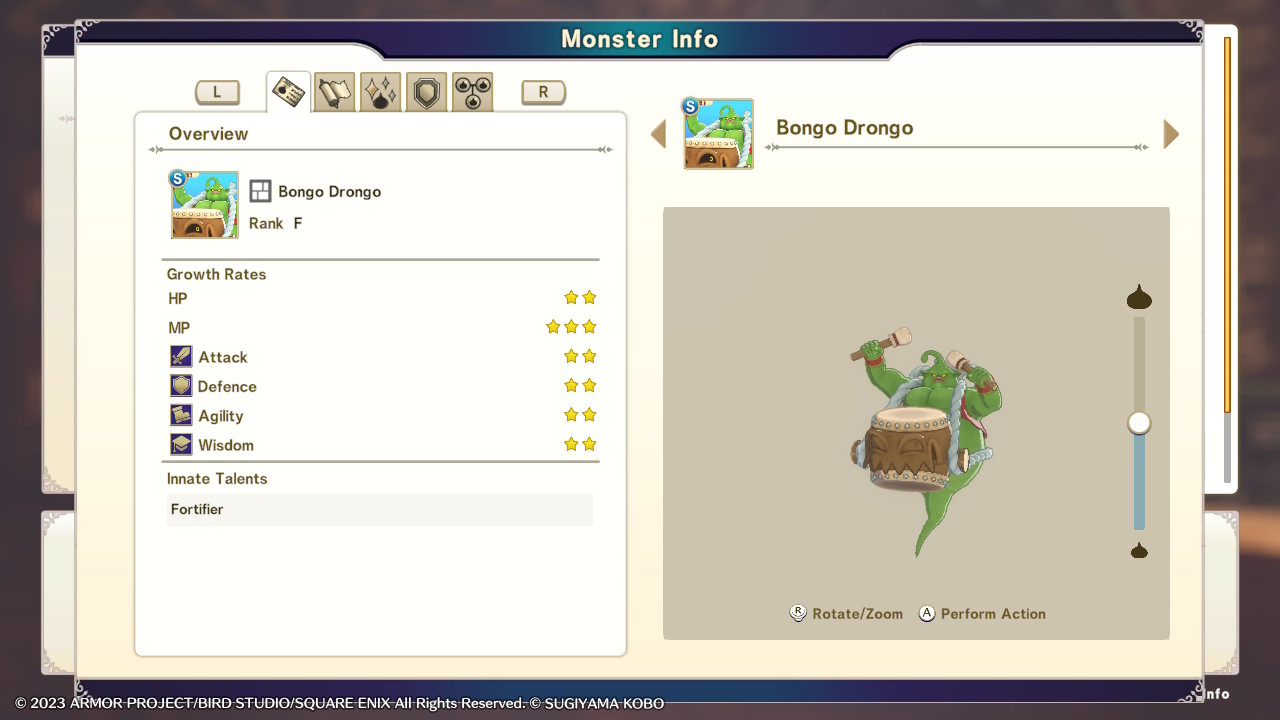 Monster Info
L
R
Overview
S
Bongo Drongo
Rank F
Growth Rates
HP
MP
Attack
Defence
Agility
Wisdom
Innate Talents
Fortifier
S
Bongo Drongo
R Rotate/Zoom A Perform Action
Info
© 2023 ARMOR PROJECT/BIRD STUDIO/SQUARE ENIX All Rights Reserved. © SUGIYAMA KOBO